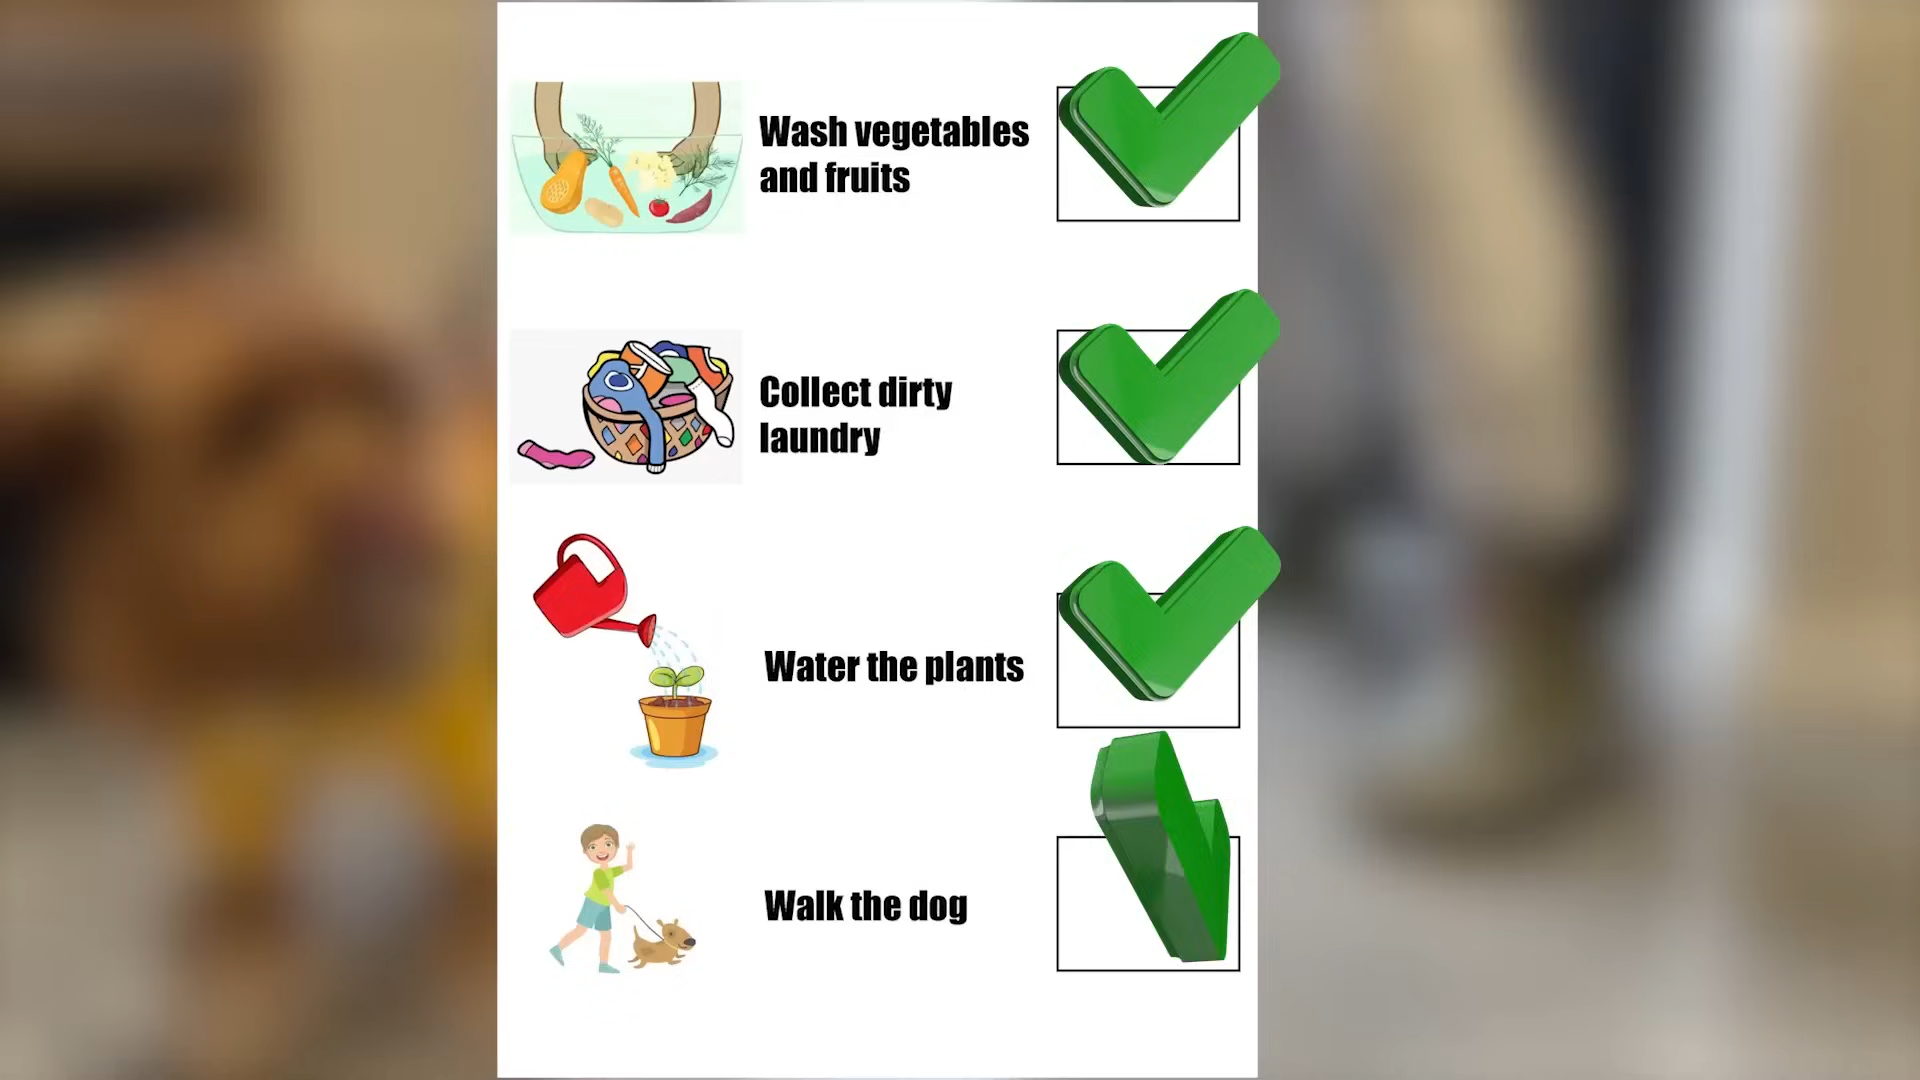 Wash vegetables
and fruits
Collect dirty
laundry
Water the plants
Walk the dog